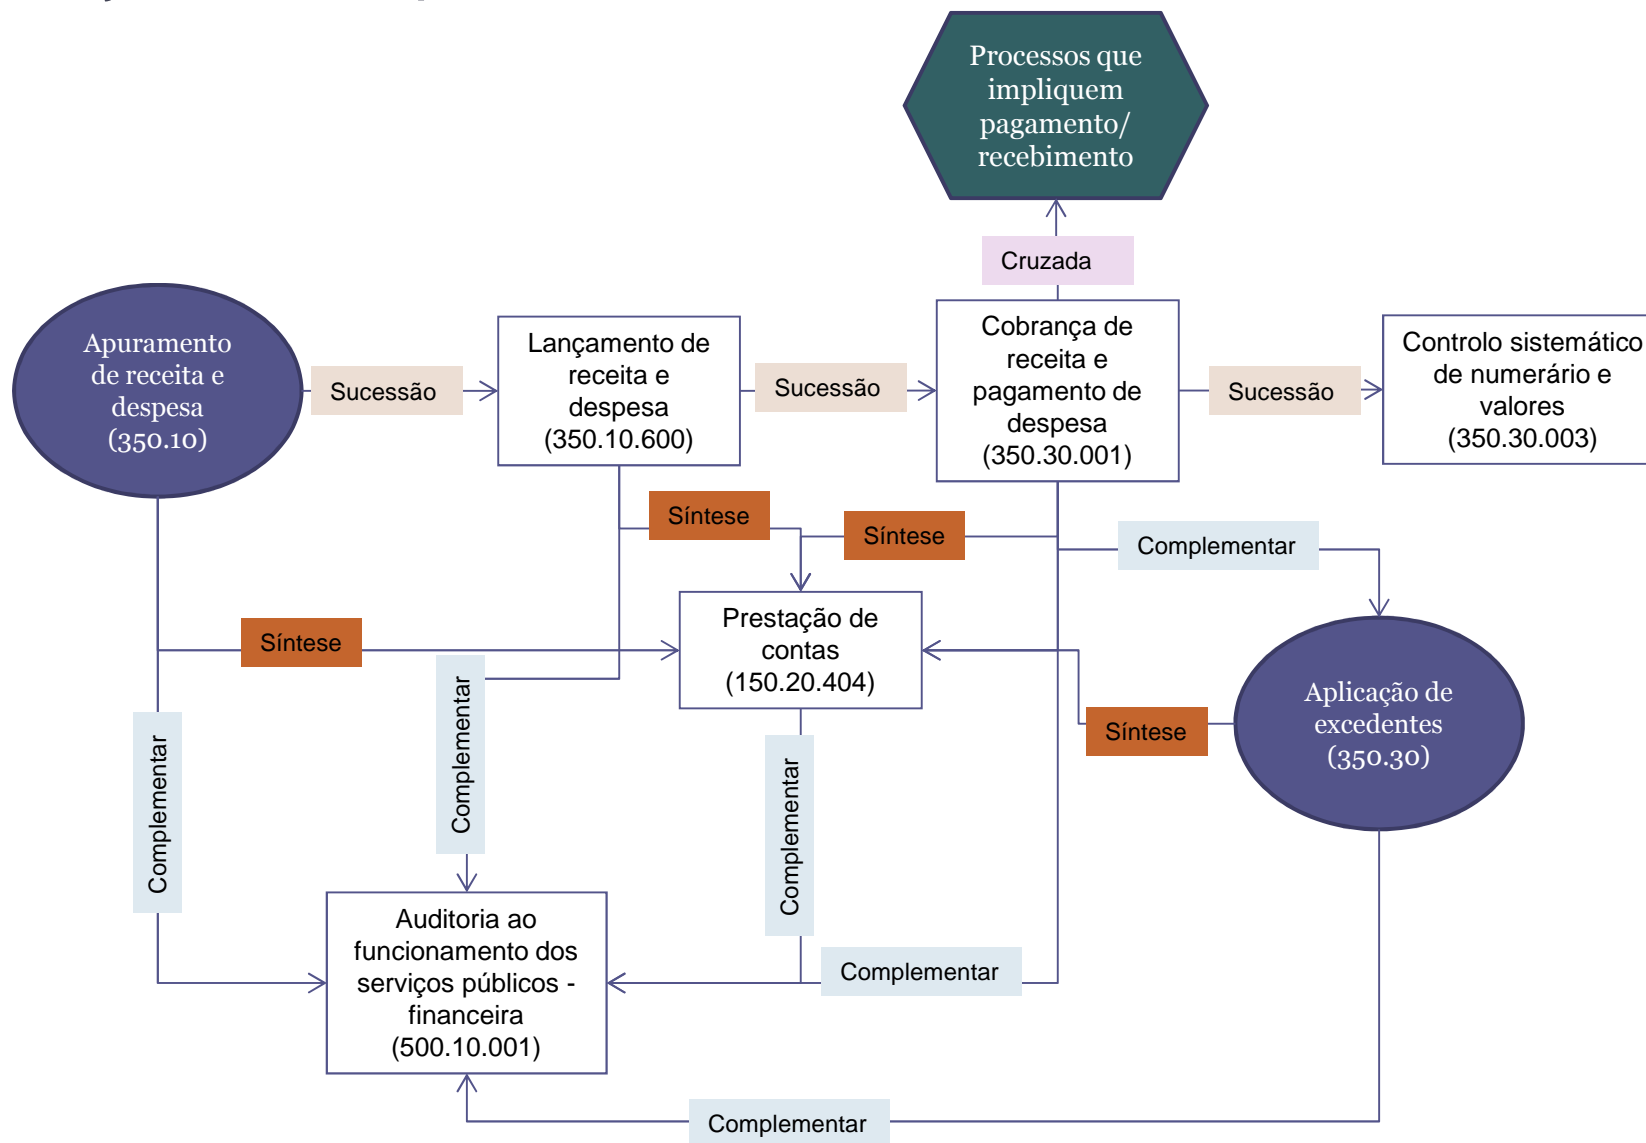 Processos que
impliquem
pagamento/
recebimento
Cruzada
Apuramento
de receita e
despesa
(350.10)
Sucessão
Lançamento de
receita e
despesa
(350.10.600)
Sucessão
Cobrança de
receita e
pagamento de
despesa
(350.30.001)
Sucessão
Controlo sistemático
de numerário e
valores
(350.30.003)
Síntese
Síntese
Complementar
Síntese
Prestação de
contas
(150.20.404)
Síntese
Aplicação de
excedentes
(350.30)
Complementar
Complementar
Complementar
Auditoria ao
funcionamento dos
serviços públicos -
financeira
(500.10.001)
Complementar
Complementar